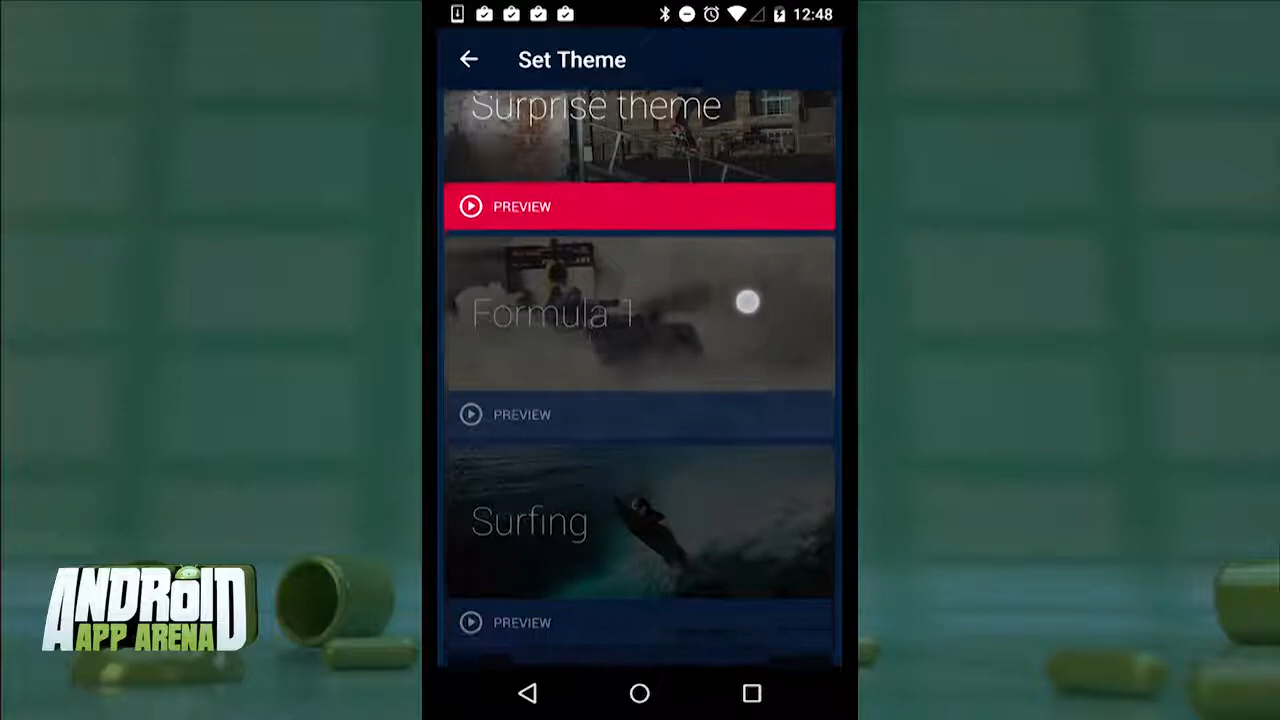 12:48
Set Theme
Surprise theme
PREVIEW
Formula 1
PREVIEW
Surfing
PREVIEW
ANDROID
APP ARENA